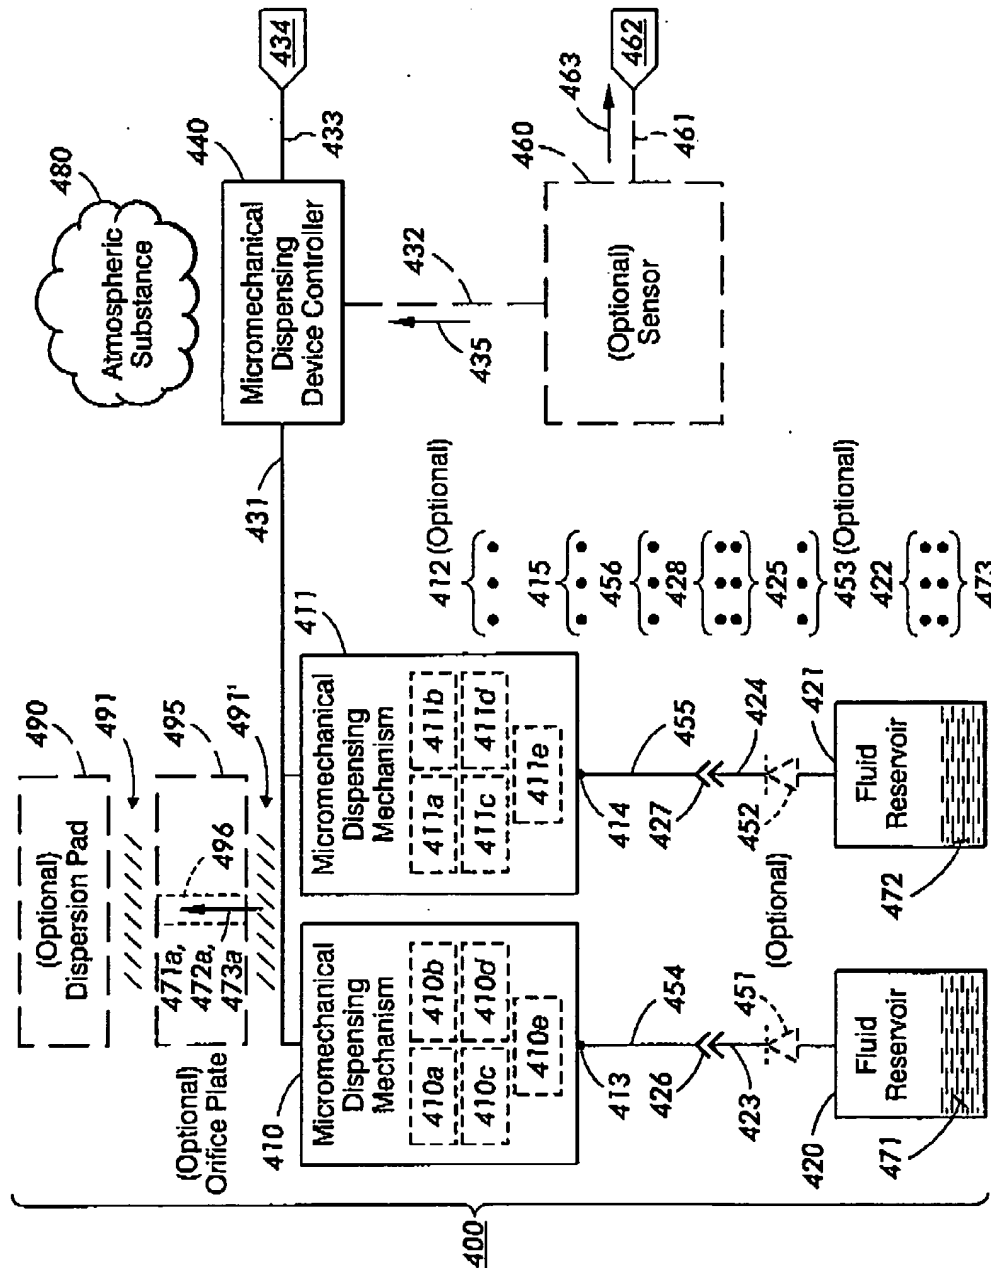 480
Atmospheric
Substance
440
Micromechanical
Dispensing
Device Controller
434
433
431
432
435
460
(Optional)
Sensor
463
462
461
490
(Optional)
Dispersion Pad
491
495
491'
496
471a,
472a,
473a
(Optional)
Orifice Plate
410
Micromechanical
Dispensing
Mechanism
410a
410b
410c
410d
410e
411
Micromechanical
Dispensing
Mechanism
411a
411b
411c
411d
411e
412 (Optional)
415
456
428
425
453 (Optional)
422
473
413
454
426
423
451
(Optional)
414
455
427
424
452
420
Fluid
Reservoir
471
421
Fluid
Reservoir
472
400